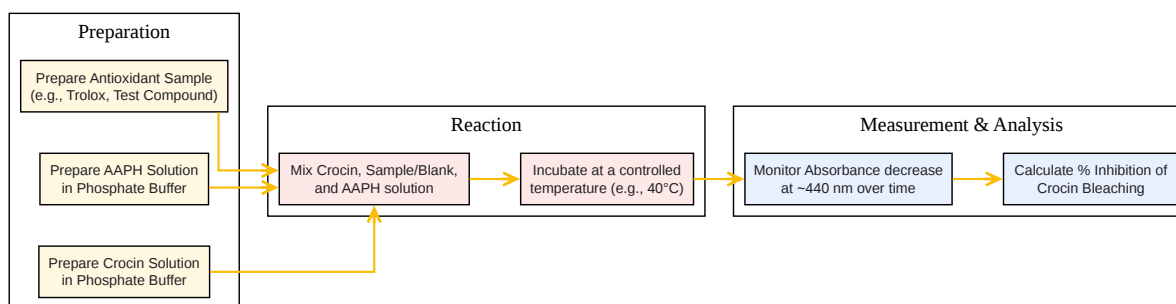 Preparation
Prepare Antioxidant Sample
(e.g., Trolox, Test Compound)
Prepare AAPH Solution
in Phosphate Buffer
Prepare Crocin Solution
in Phosphate Buffer
Reaction
Mix Crocin, Sample/Blank,
and AAPH solution
Incubate at a controlled
temperature (e.g., 40°C)
Measurement & Analysis
Monitor Absorbance decrease
at ~440 nm over time
Calculate % Inhibition of
Crocin Bleaching